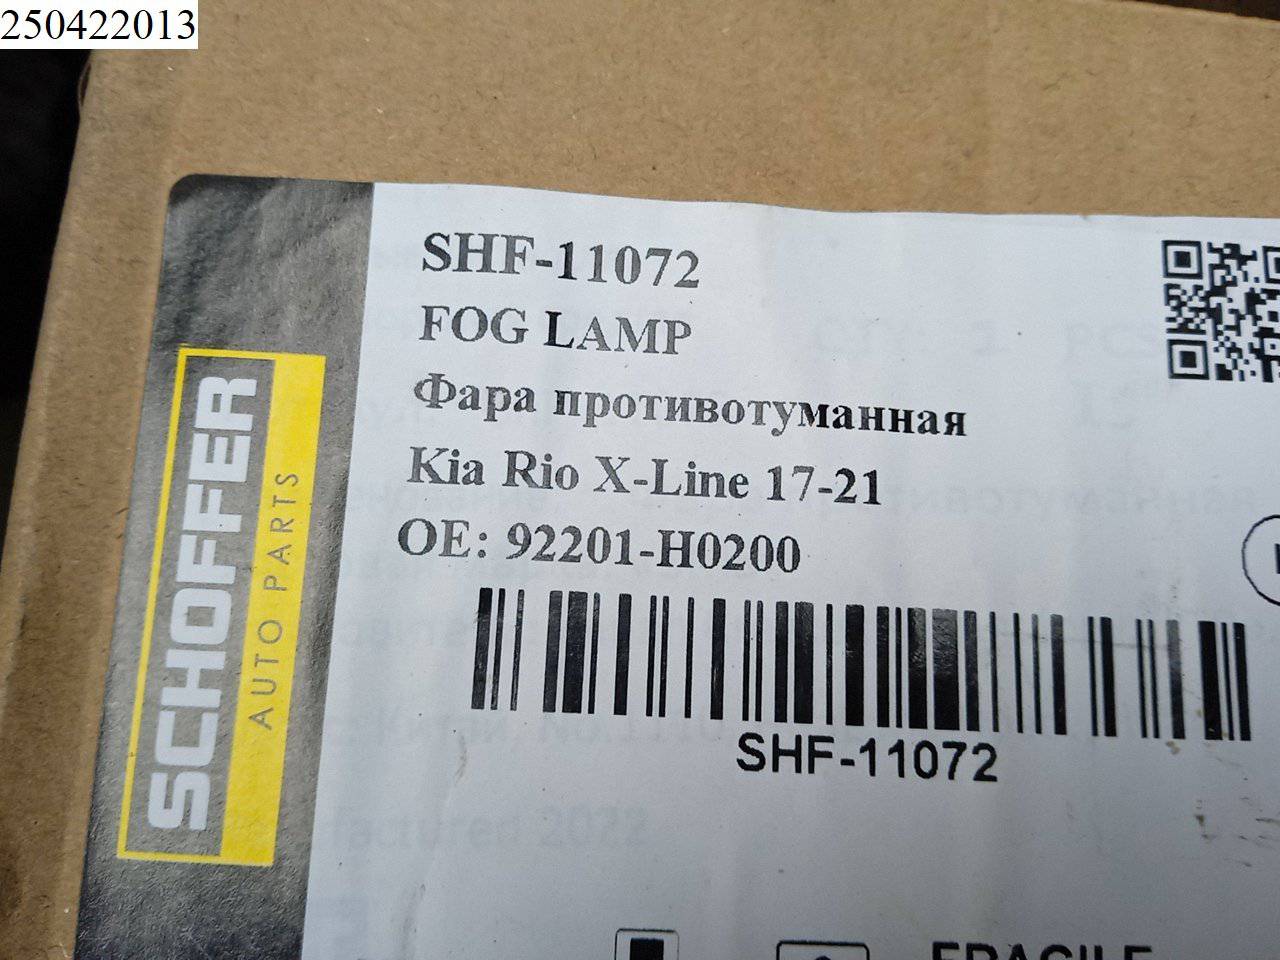 250422013
SCHOFFER
AUTO PARTS
SHF-11072
FOG LAMP
Фара противотуманная
Kia Rio X-Line 17-21
OE: 92201-H0200
SHF-11072
FRAGILE